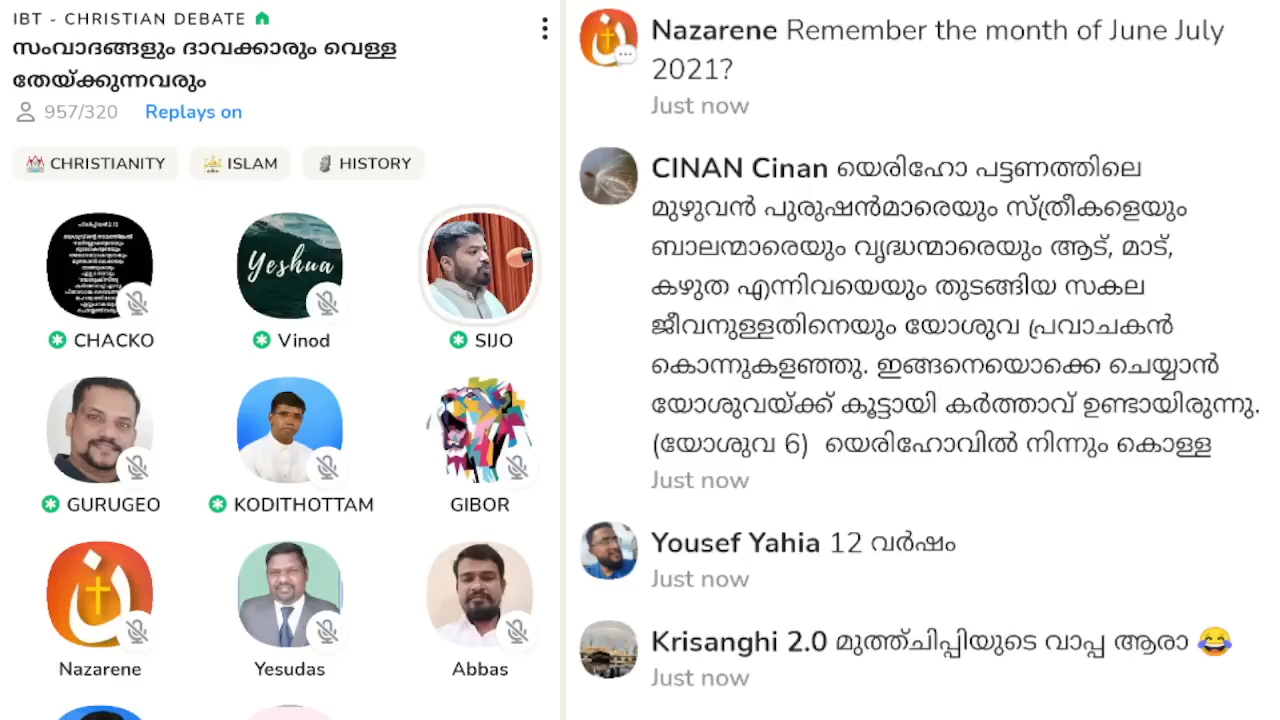 IBT - CHRISTIAN DEBATE
സംവാദങ്ങളും ദാവക്കാരും വെള്ള
തേയ്ക്കുന്നവരും
957/320 Replays on
CHRISTIANITY ISLAM HISTORY
Yeshua
CHACKO Vinod SIJO
GURUGEO KODITHOTTAM GIBOR
Nazarene Yesudas Abbas
Nazarene Remember the month of June July
2021?
Just now
CINAN Cinan യെരിഹോ പട്ടണത്തിലെ
മുഴുവൻ പുരുഷൻമാരെയും സ്ത്രീകളെയും
ബാലന്മാരെയും വൃദ്ധന്മാരെയും ആട്, മാട്,
കഴുത എന്നിവയെയും തുടങ്ങിയ സകല
ജീവനുള്ളതിനെയും യോശുവ പ്രവാചകൻ
കൊന്നുകളഞ്ഞു. ഇങ്ങനെയൊക്കെ ചെയ്യാൻ
യോശുവയ്ക്ക് കൂട്ടായി കർത്താവ് ഉണ്ടായിരുന്നു.
(യോശുവ 6) യെരിഹോവിൽ നിന്നും കൊള്ള
Just now
Yousef Yahia 12 വർഷം
Just now
Krisanghi 2.0 മുത്ത്ചിപ്പിയുടെ വാപ്പ ആരാ 😂
Just now